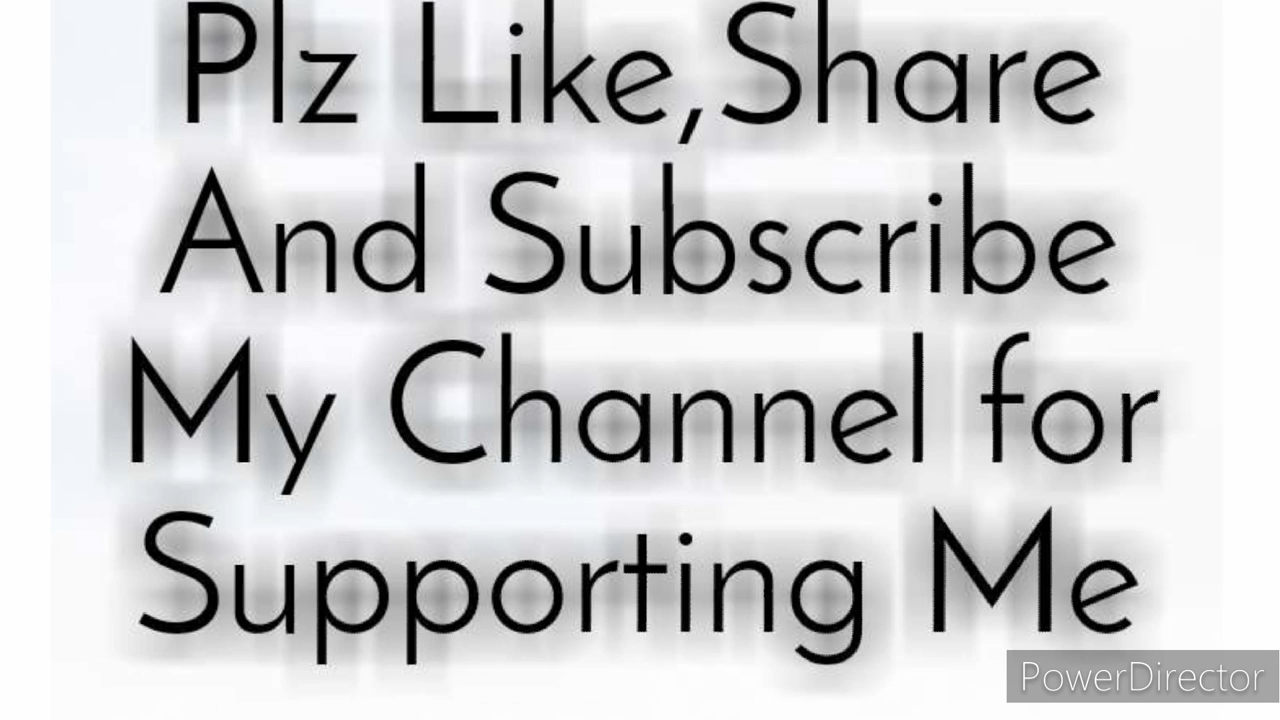 Plz Like,Share
And Subscribe
My Channel for
Supporting Me
PowerDirector